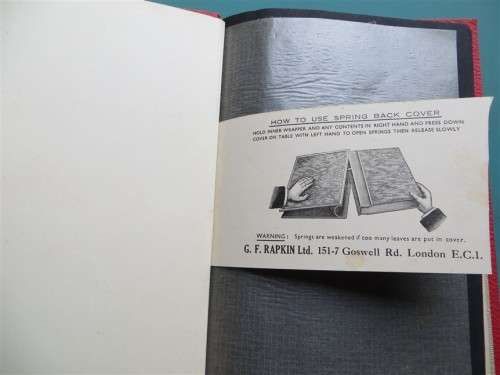 HOW TO USE SPRING BACK COVER
HOLD INNER WRAPPER AND ANY CONTENTS IN RIGHT HAND AND PRESS DOWN
COVER ON TABLE WITH LEFT HAND TO OPEN SPRINGS THEN RELEASE SLOWLY
WARNING: Springs are weakened if too many leaves are put in cover.
G. F. RAPKIN Ltd. 151-7 Goswell Rd. London E.C.1.